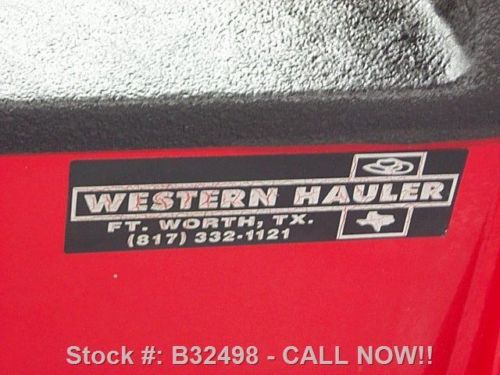 WESTERN HAULER
FT. WORTH, TX.
(817) 332-1121
Stock #: B32498 - CALL NOW!!